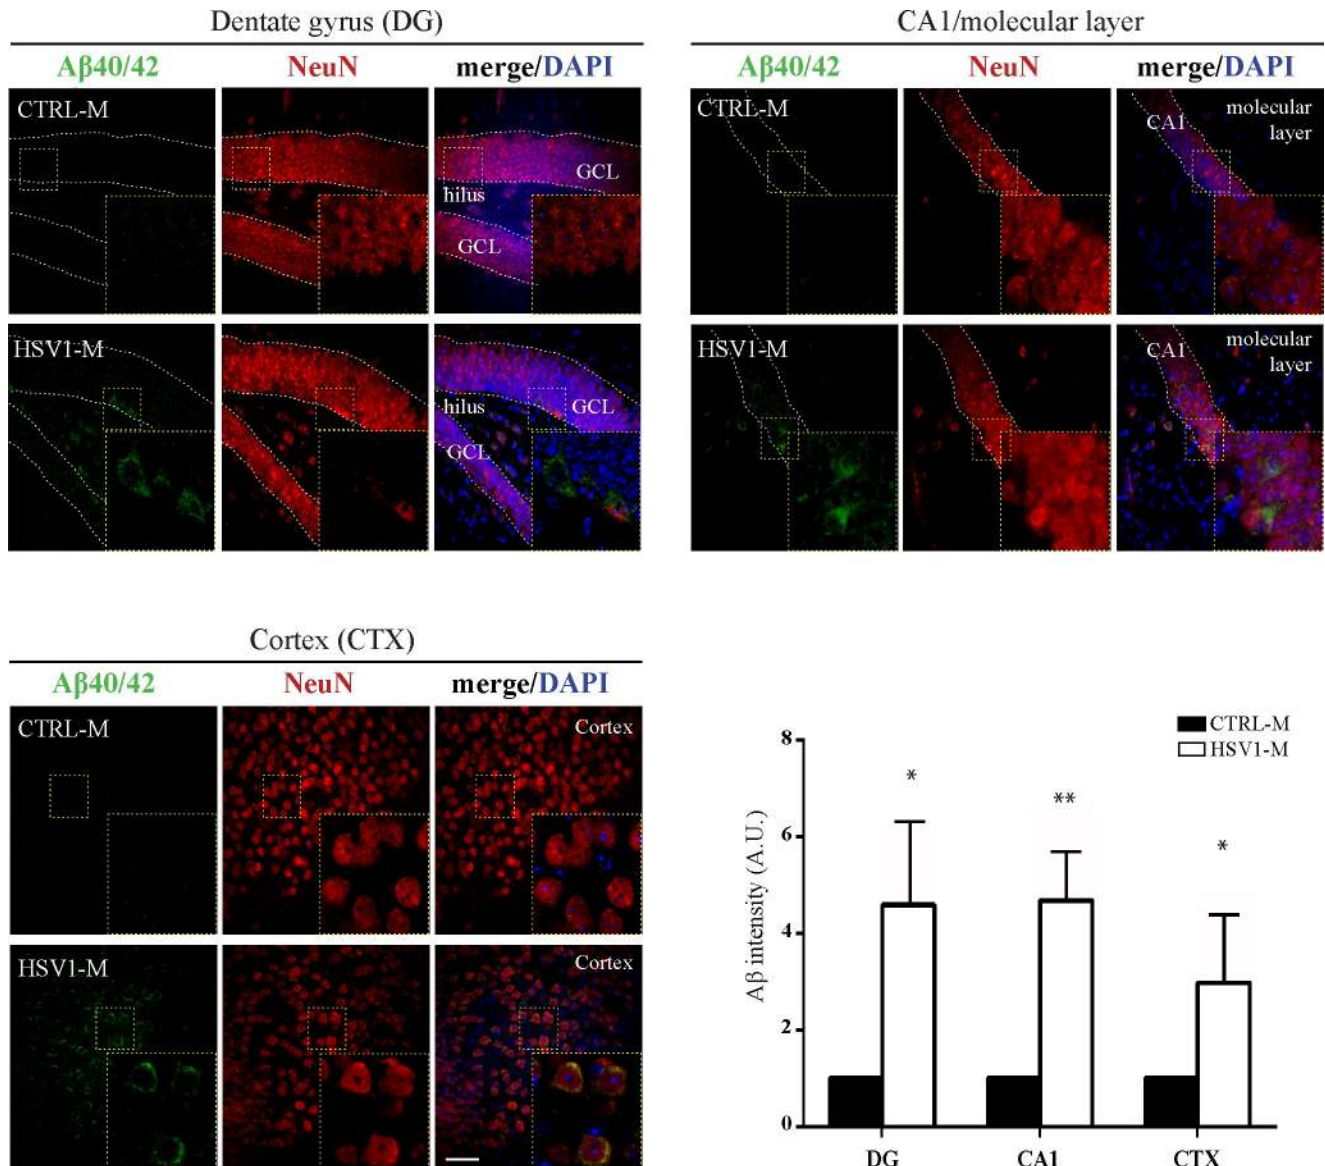 Dentate gyrus (DG)
Aβ40/42 NeuN merge/DAPI
CTRL-M
GCL
hilus
GCL
HSV1-M
hilus
GCL
GCL
CA1/molecular layer
Aβ40/42 NeuN merge/DAPI
CTRL-M
CA1
molecular
layer
HSV1-M
CA1
molecular
layer
Cortex (CTX)
Aβ40/42 NeuN merge/DAPI
CTRL-M
Cortex
HSV1-M
Cortex
CTRL-M
HSV1-M
Aβ intensity (A.U.)
8
6
4
2
0
*
**
*
DG CA1 CTX